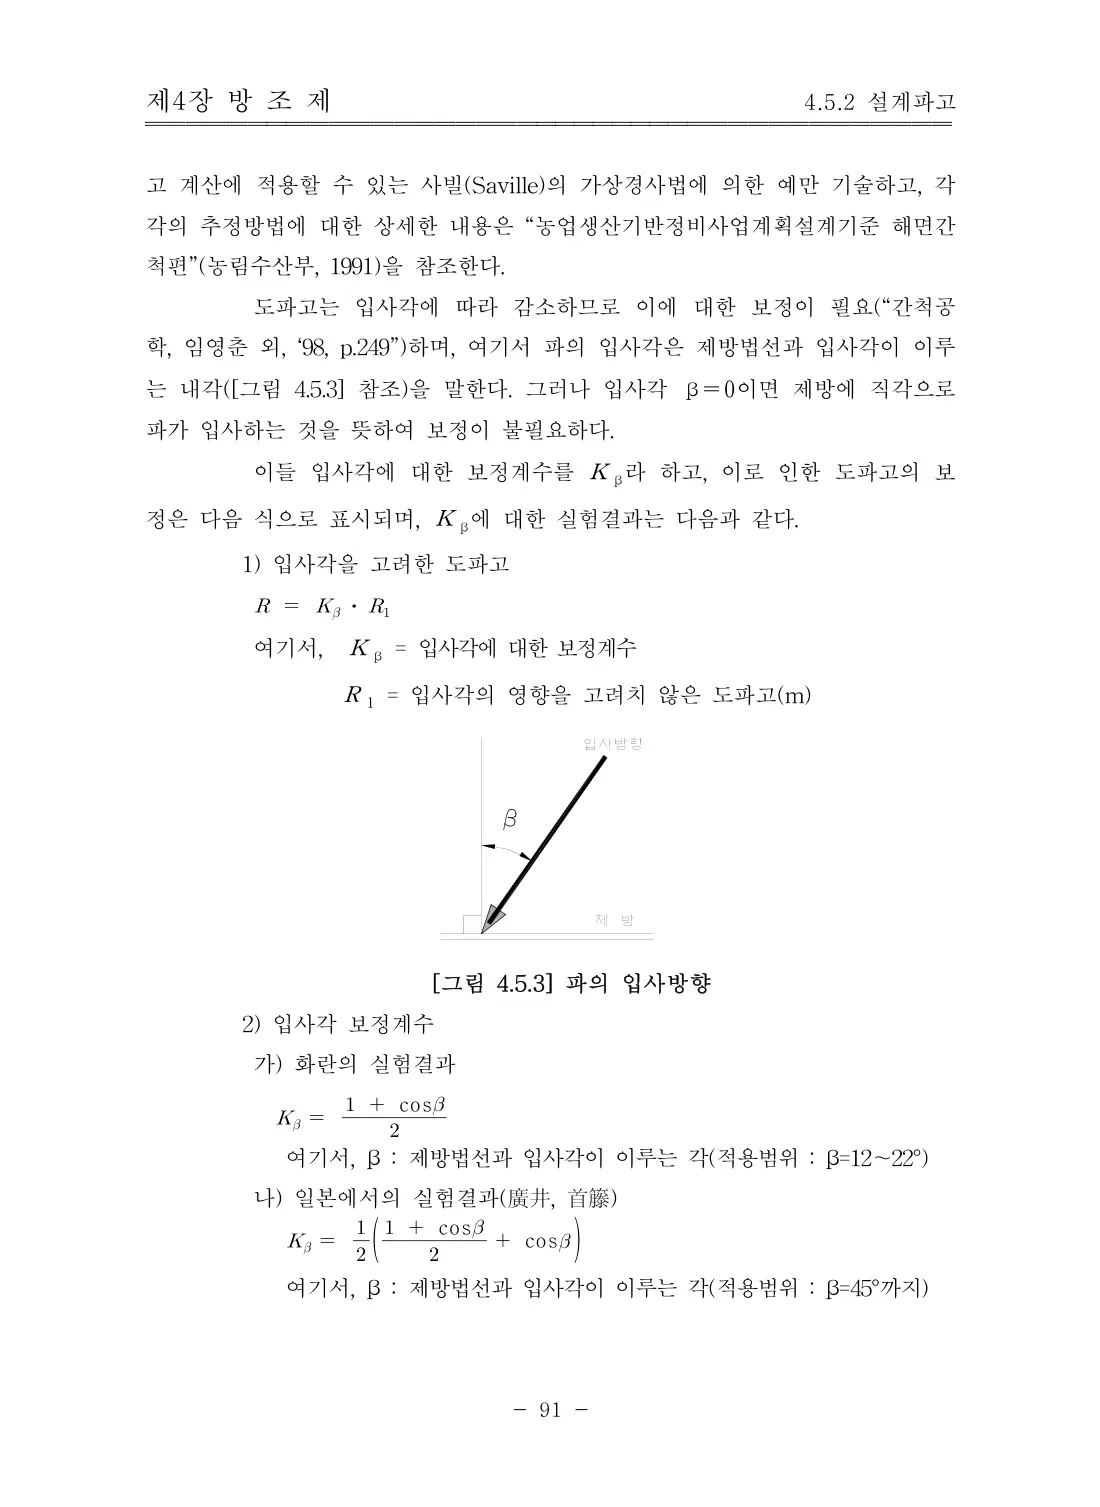 제4장 방 조 제
4.5.2 설계파고
고 계산에 적용할 수 있는 사빌(Saville)의 가상경사법에 의한 예만 기술하고, 각
각의 추정방법에 대한 상세한 내용은 “농업생산기반정비사업계획설계기준 해면간
척편”(농림수산부, 1991)을 참조한다.
도파고는 입사각에 따라 감소하므로 이에 대한 보정이 필요(“간척공
학, 임영춘 외, ‘98, p.249”)하며, 여기서 파의 입사각은 제방법선과 입사각이 이루
는 내각([그림 4.5.3] 참조)을 말한다. 그러나 입사각 β=0이면 제방에 직각으로
파가 입사하는 것을 뜻하여 보정이 불필요하다.
이들 입사각에 대한 보정계수를 K β라 하고, 이로 인한 도파고의 보
정은 다음 식으로 표시되며, K β에 대한 실험결과는 다음과 같다.
1) 입사각을 고려한 도파고
R = Kβ · R1
여기서, K β = 입사각에 대한 보정계수
R 1 = 입사각의 영향을 고려치 않은 도파고(m)
입사방향
β
제 방
[그림 4.5.3] 파의 입사방향
2) 입사각 보정계수
가) 화란의 실험결과
Kβ = (1 + cosβ)/2
여기서, β : 제방법선과 입사각이 이루는 각(적용범위 : β=12~22°)
나) 일본에서의 실험결과(廣井, 首籐)
Kβ = 1/2((1 + cosβ)/2 + cosβ)
여기서, β : 제방법선과 입사각이 이루는 각(적용범위 : β=45°까지)
- 91 -